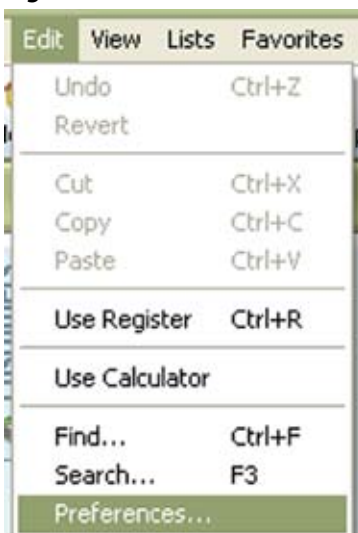 Edit View Lists Favorites
Undo Ctrl+Z
Revert
Cut Ctrl+X
Copy Ctrl+C
Paste Ctrl+V
Use Register Ctrl+R
Use Calculator
Find... Ctrl+F
Search... F3
Preferences...